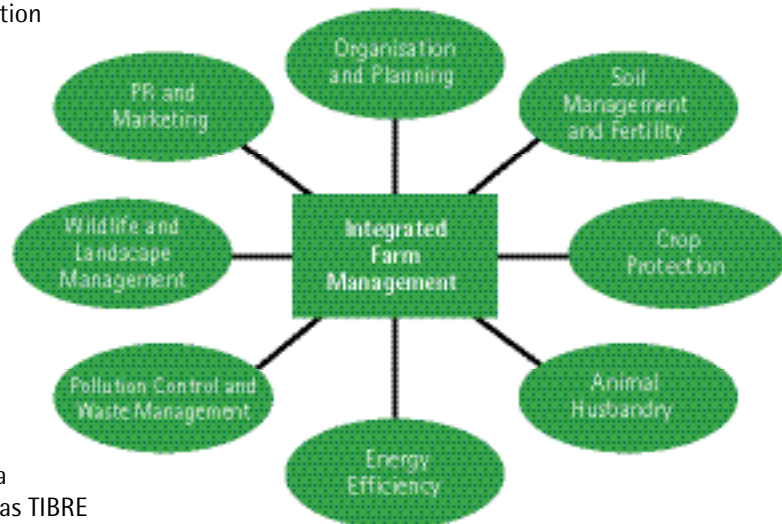 tion
Organisation
and Planning
PR and
Marketing
Soil
Management
and Fertility
Wildlife and
Landscape
Management
Integrated
Farm
Management
Crop
Protection
Pollution Control and
Waste Management
Animal
Husbandry
Energy
Efficiency
a
as TIBRE